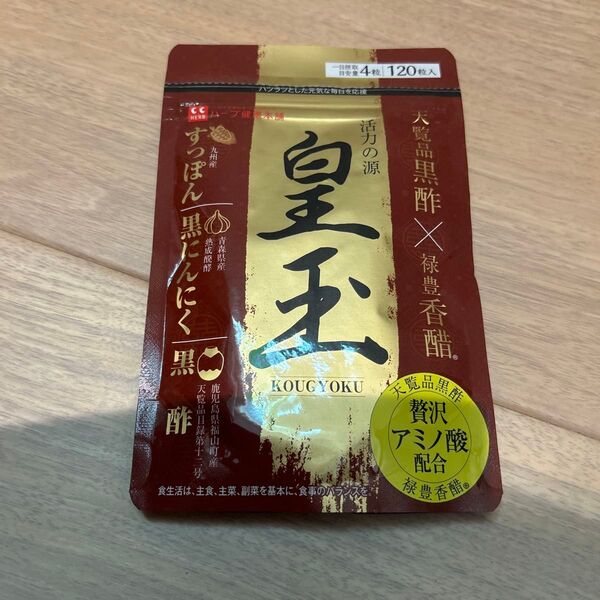 一日摂取
目安量 4粒 120粒入
ハツラツとした元気な毎日を応援
CC
HERB
ハーブ健康本舗
天覧品黒酢
×
禄豊香醋®
活力の源
皇玉
KOUGYOKU
九州産
すっぽん
青森県産
熟成醗酵
黒にんにく
鹿児島県福山町産
天覧品目録第十二号
黒酢
天覧品黒酢
贅沢
アミノ酸
配合
禄豊香醋®
食生活は、主食、主菜、副菜を基本に、食事のバランスを。